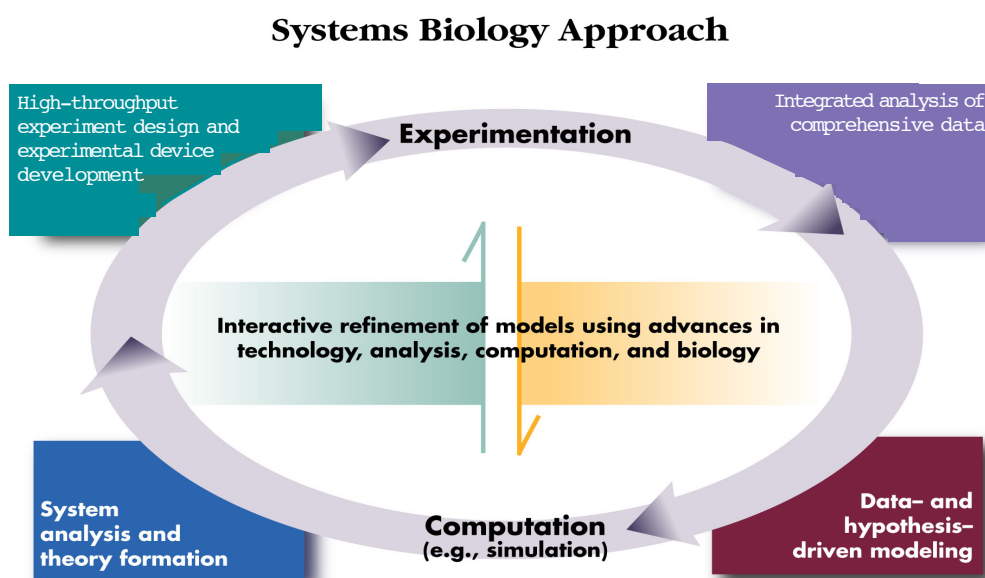 Systems Biology Approach
High-throughput
experiment design and
experimental device
development
Experimentation
Integrated analysis of
comprehensive data
Interactive refinement of models using advances in
technology, analysis, computation, and biology
System
analysis and
theory formation
Computation
(e.g., simulation)
Data– and
hypothesis–
driven modeling